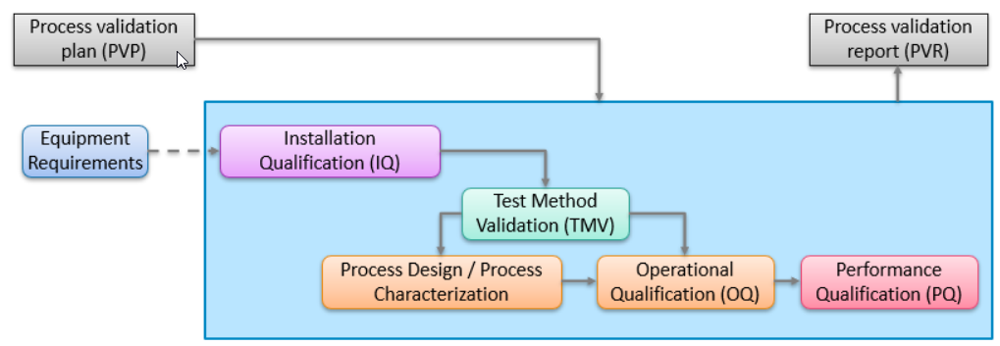 Process validation
plan (PVP)
Process validation
report (PVR)
Equipment
Requirements
Installation
Qualification (IQ)
Test Method
Validation (TMV)
Process Design / Process
Characterization
Operational
Qualification (OQ)
Performance
Qualification (PQ)